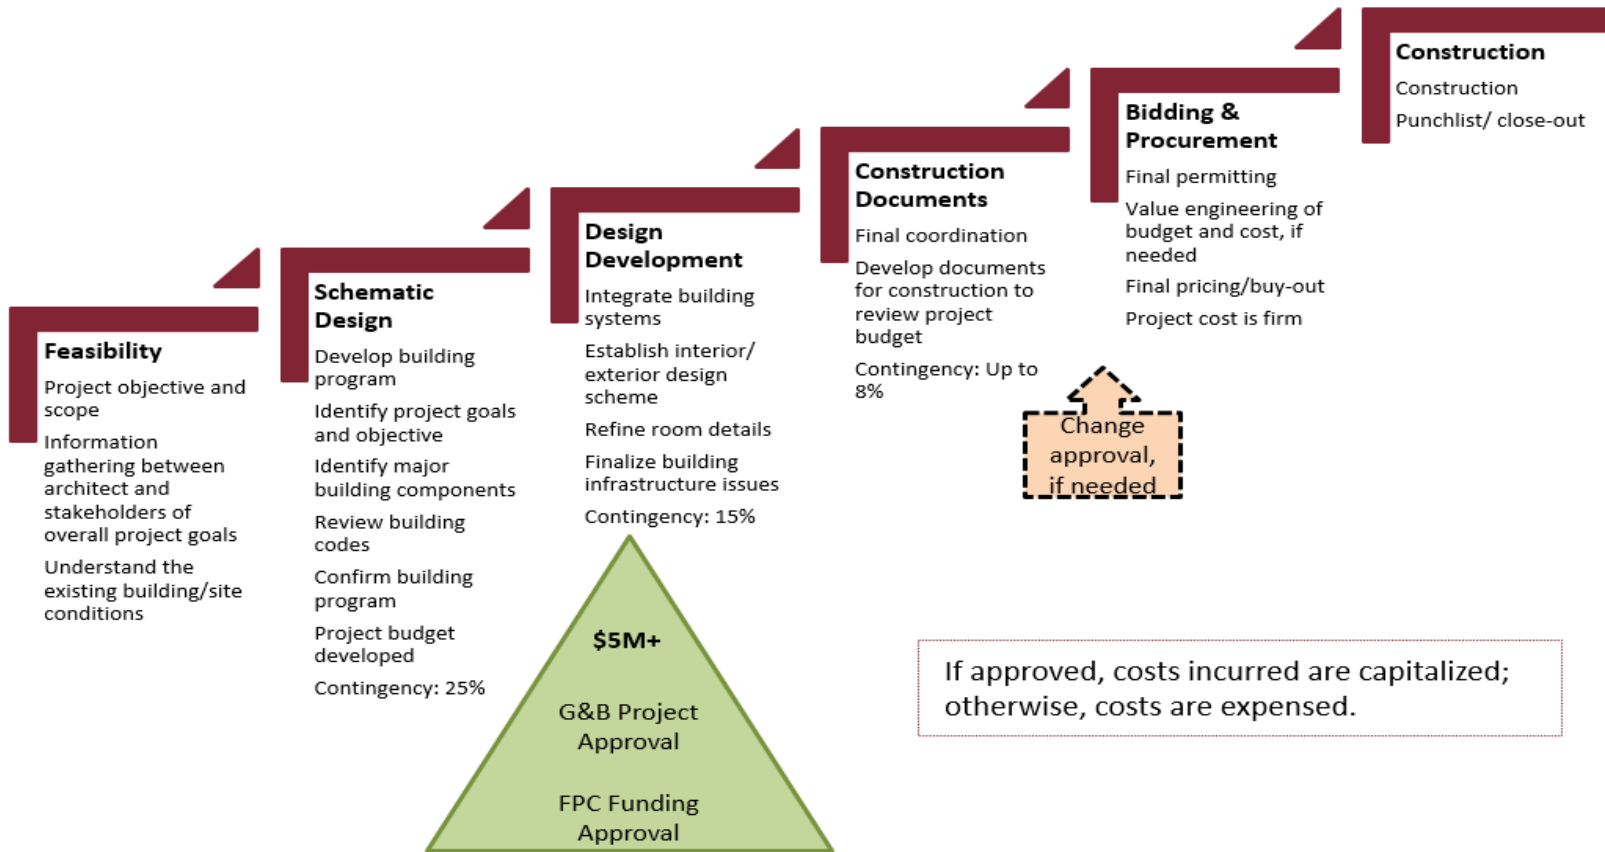 Feasibility
Project objective and
scope
Information
gathering between
architect and
stakeholders of
overall project goals
Understand the
existing building/site
conditions
Schematic
Design
Develop building
program
Identify project goals
and objective
Identify major
building components
Review building
codes
Confirm building
program
Project budget
developed
Contingency: 25%
Design
Development
Integrate building
systems
Establish interior/
exterior design
scheme
Refine room details
Finalize building
infrastructure issues
Contingency: 15%
Construction
Documents
Final coordination
Develop documents
for construction to
review project
budget
Contingency: Up to
8%
Bidding &
Procurement
Final permitting
Value engineering of
budget and cost, if
needed
Final pricing/buy-out
Project cost is firm
Construction
Construction
Punchlist/ close-out
Change
approval,
if needed
$5M+
G&B Project
Approval
FPC Funding
Approval
If approved, costs incurred are capitalized;
otherwise, costs are expensed.